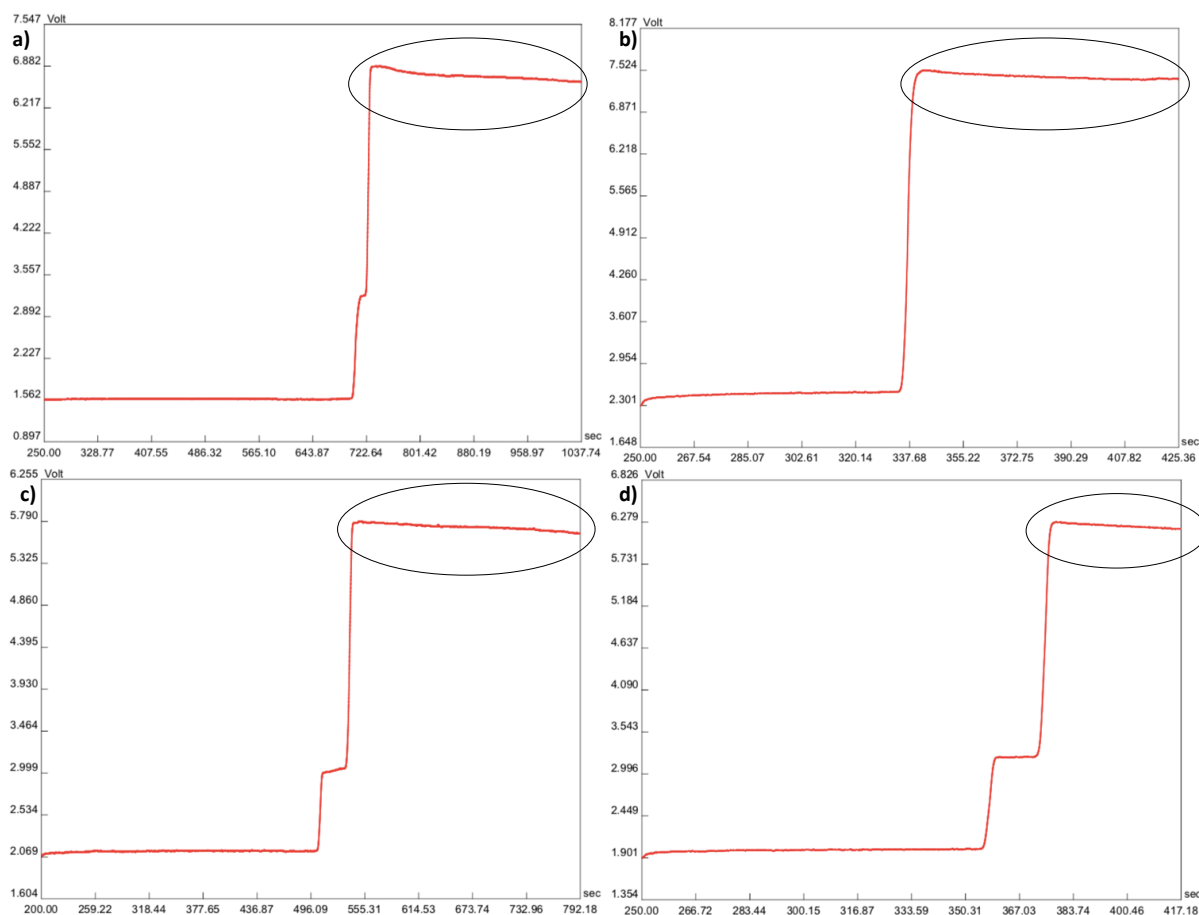 7.547 Volt
a)
6.882
6.217
5.552
4.887
4.222
3.557
2.892
2.227
1.562
0.897
sec
250.00 328.77 407.55 486.32 565.10 643.87 722.64 801.42 880.19 958.97 1037.74
8.177 Volt
b)
7.524
6.871
6.218
5.565
4.912
4.260
3.607
2.954
2.301
1.648
sec
250.00 267.54 285.07 302.61 320.14 337.68 355.22 372.75 390.29 407.82 425.36
6.255 Volt
c)
5.790
5.325
4.860
4.395
3.930
3.464
2.999
2.534
2.069
1.604
sec
200.00 259.22 318.44 377.65 436.87 496.09 555.31 614.53 673.74 732.96 792.18
6.826 Volt
d)
6.279
5.731
5.184
4.637
4.090
3.543
2.996
2.449
1.901
1.354
sec
250.00 266.72 283.44 300.15 316.87 333.59 350.31 367.03 383.74 400.46 417.18